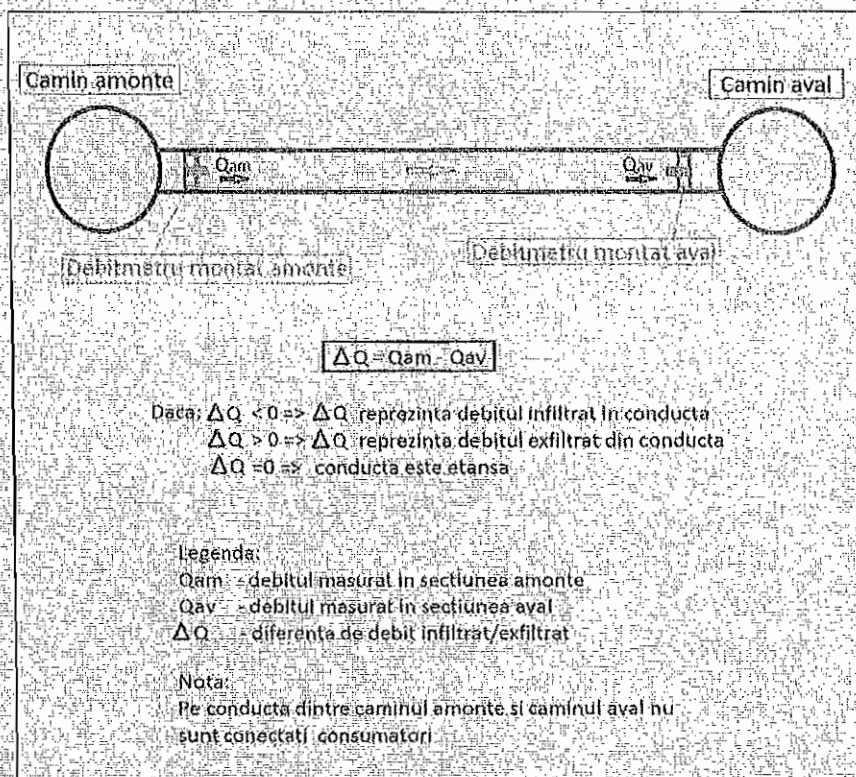 Camin amonte
Camin aval
Qam
Qav
Debitmetru montat amonte
Debitmetru montat aval
ΔQ = Qam - Qav
Daca: ΔQ < 0 => ΔQ reprezinta debitul infiltrat in conducta
ΔQ > 0 => ΔQ reprezinta debitul exfiltrat din conducta
ΔQ =0 => conducta este etansa
Legenda:
Qam - debitul masurat in sectiunea amonte
Qav - debitul masurat in sectiunea aval
ΔQ - diferenta de debit infiltrat/exfiltrat
Nota:
Pe conducta dintre caminul amonte si caminul aval nu
sunt conectati consumatori